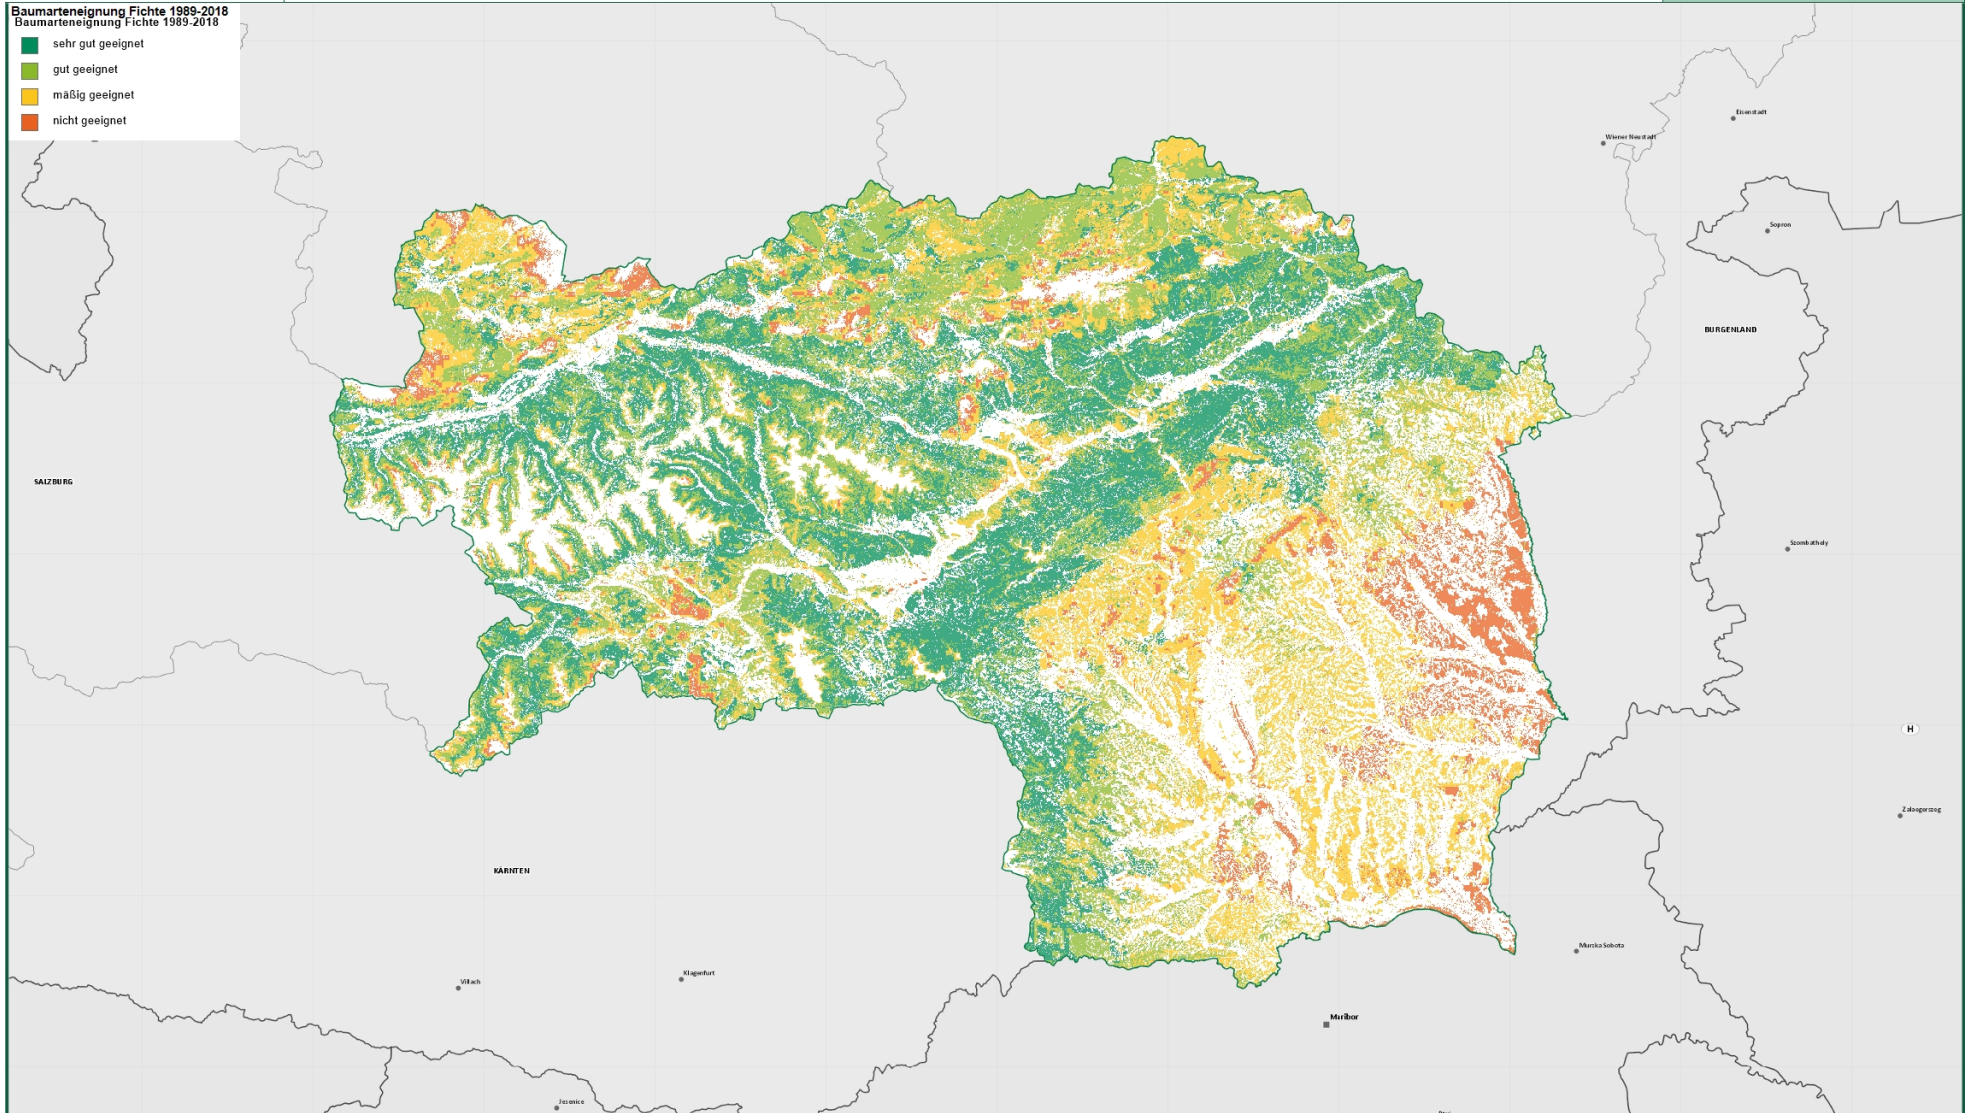 Baumarteneignung Fichte 1989-2018
Baumarteneignung Fichte 1989-2018
sehr gut geeignet
gut geeignet
mäßig geeignet
nicht geeignet
Eisenstadt
Wiener Neustadt
Sopron
BURGENLAND
SALZBURG
Szombathely
H
Zalaegerszeg
KÄRNTEN
Murska Sobota
Klagenfurt
Villach
Maribor
Jesenice